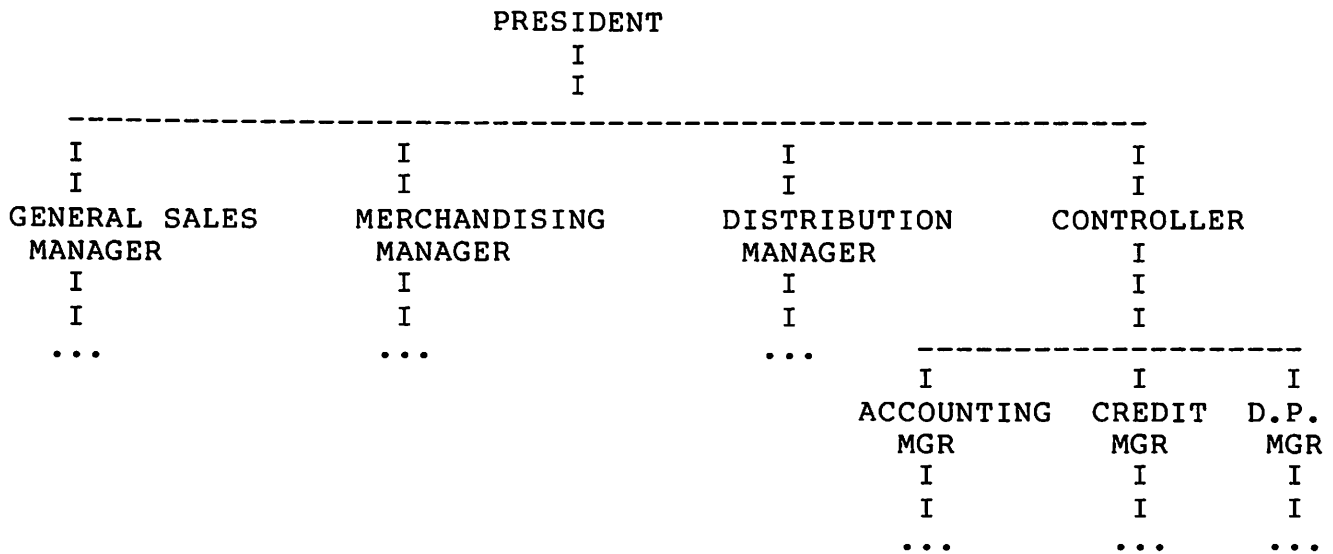 PRESIDENT
I
I
--------------------------------------------------------------------
I I I I
I I I I
GENERAL SALES MERCHANDISING DISTRIBUTION CONTROLLER
MANAGER MANAGER MANAGER I
I I I I
I I I I
... ... ... ------------------------
I I I
ACCOUNTING CREDIT D.P.
MGR MGR MGR
I I I
I I I
... ... ...